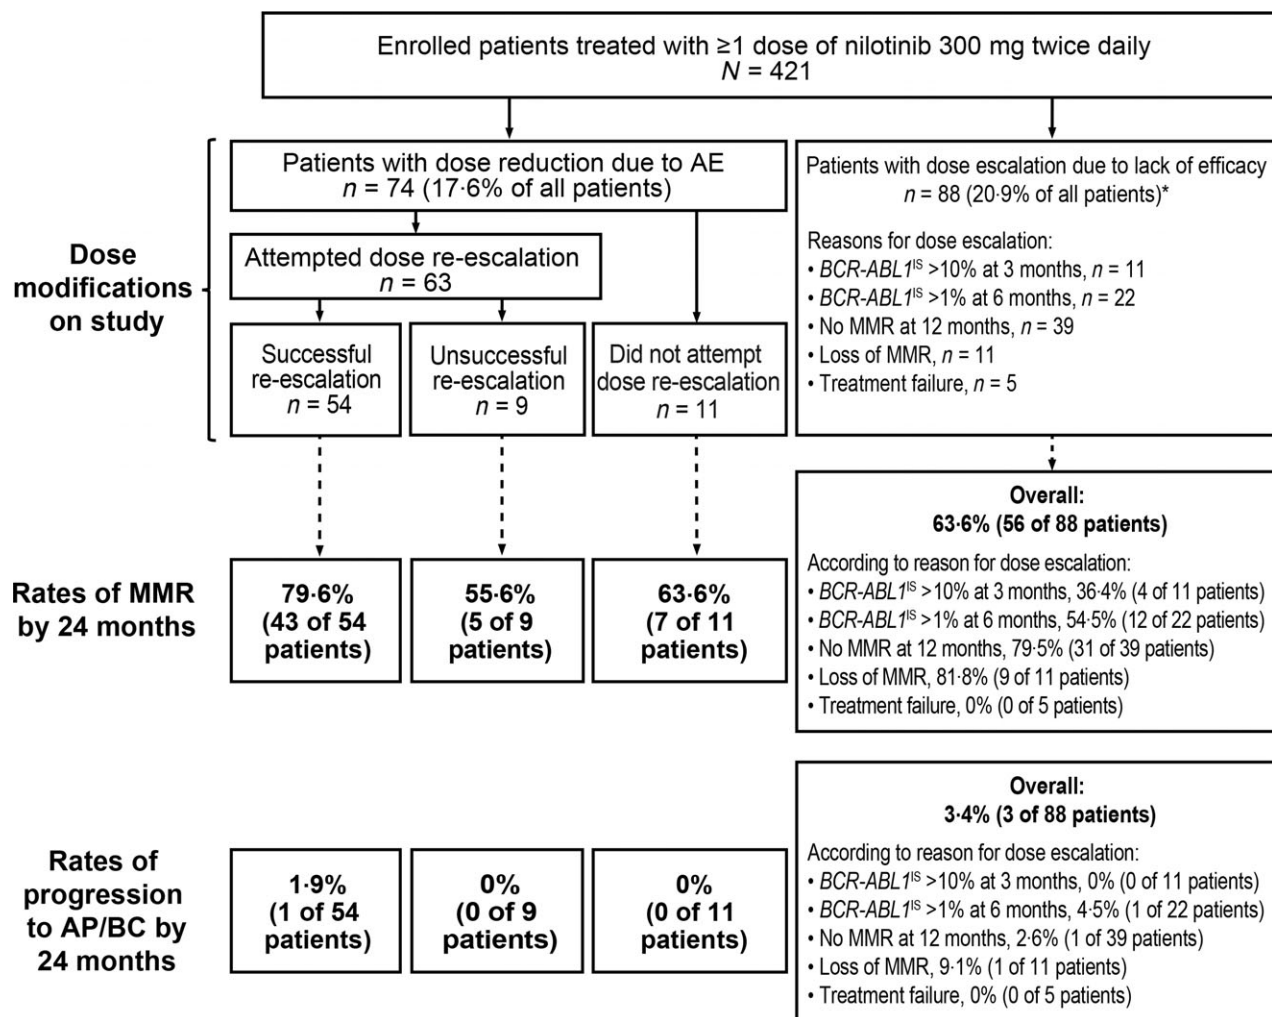 Enrolled patients treated with ≥1 dose of nilotinib 300 mg twice daily
N = 421
Dose
modifications
on study
Patients with dose reduction due to AE
n = 74 (17·6% of all patients)
Attempted dose re-escalation
n = 63
Successful
re-escalation
n = 54
Unsuccessful
re-escalation
n = 9
Did not attempt
dose re-escalation
n = 11
Patients with dose escalation due to lack of efficacy
n = 88 (20·9% of all patients)*
Reasons for dose escalation:
• BCR-ABL1IS >10% at 3 months, n = 11
• BCR-ABL1IS >1% at 6 months, n = 22
• No MMR at 12 months, n = 39
• Loss of MMR, n = 11
• Treatment failure, n = 5
Rates of MMR
by 24 months
79·6%
(43 of 54
patients)
55·6%
(5 of 9
patients)
63·6%
(7 of 11
patients)
Overall:
63·6% (56 of 88 patients)
According to reason for dose escalation:
• BCR-ABL1IS >10% at 3 months, 36·4% (4 of 11 patients)
• BCR-ABL1IS >1% at 6 months, 54·5% (12 of 22 patients)
• No MMR at 12 months, 79·5% (31 of 39 patients)
• Loss of MMR, 81·8% (9 of 11 patients)
• Treatment failure, 0% (0 of 5 patients)
Rates of
progression
to AP/BC by
24 months
1·9%
(1 of 54
patients)
0%
(0 of 9
patients)
0%
(0 of 11
patients)
Overall:
3·4% (3 of 88 patients)
According to reason for dose escalation:
• BCR-ABL1IS >10% at 3 months, 0% (0 of 11 patients)
• BCR-ABL1IS >1% at 6 months, 4·5% (1 of 22 patients)
• No MMR at 12 months, 2·6% (1 of 39 patients)
• Loss of MMR, 9·1% (1 of 11 patients)
• Treatment failure, 0% (0 of 5 patients)